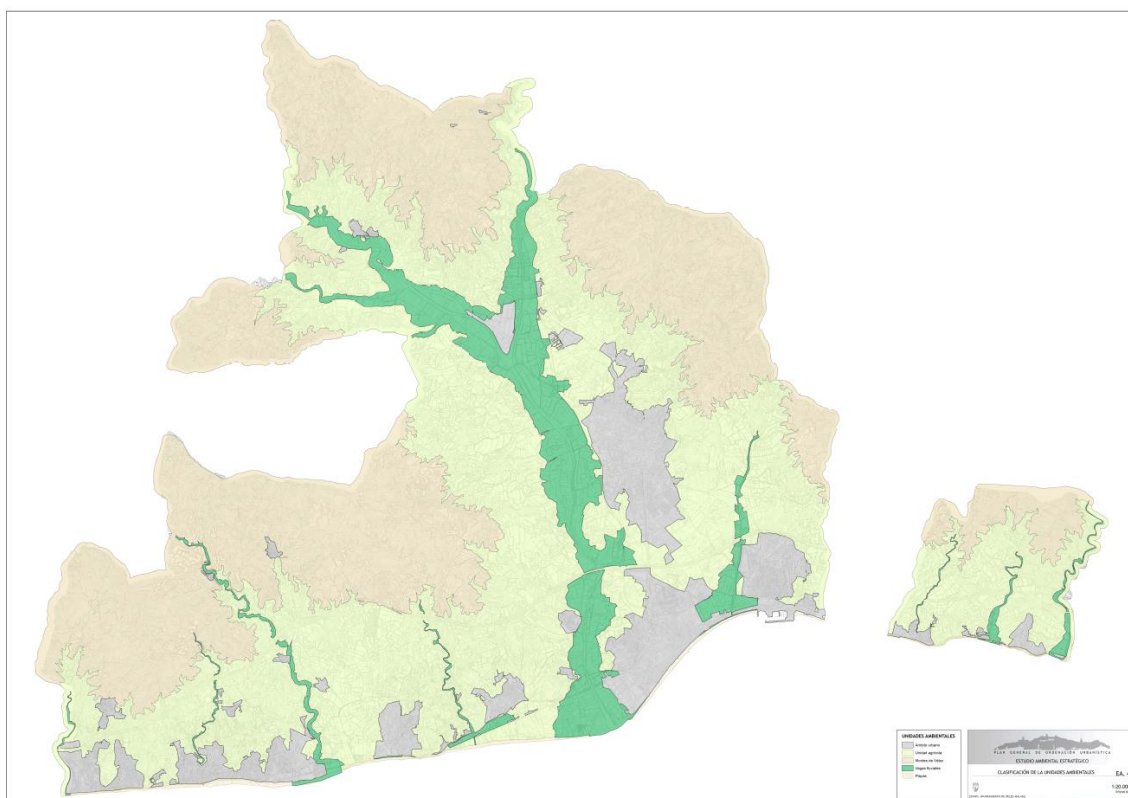 UNIDADES AMBIENTALES
Ámbito urbano
Unidad agrícola
Montes de Vélez
Vegas fluviales
Playas
PLAN GENERAL DE ORDENACIÓN URBANÍSTICA
ESTUDIO AMBIENTAL ESTRATÉGICO
CLASIFICACIÓN DE LA UNIDADES AMBIENTALES
EA.